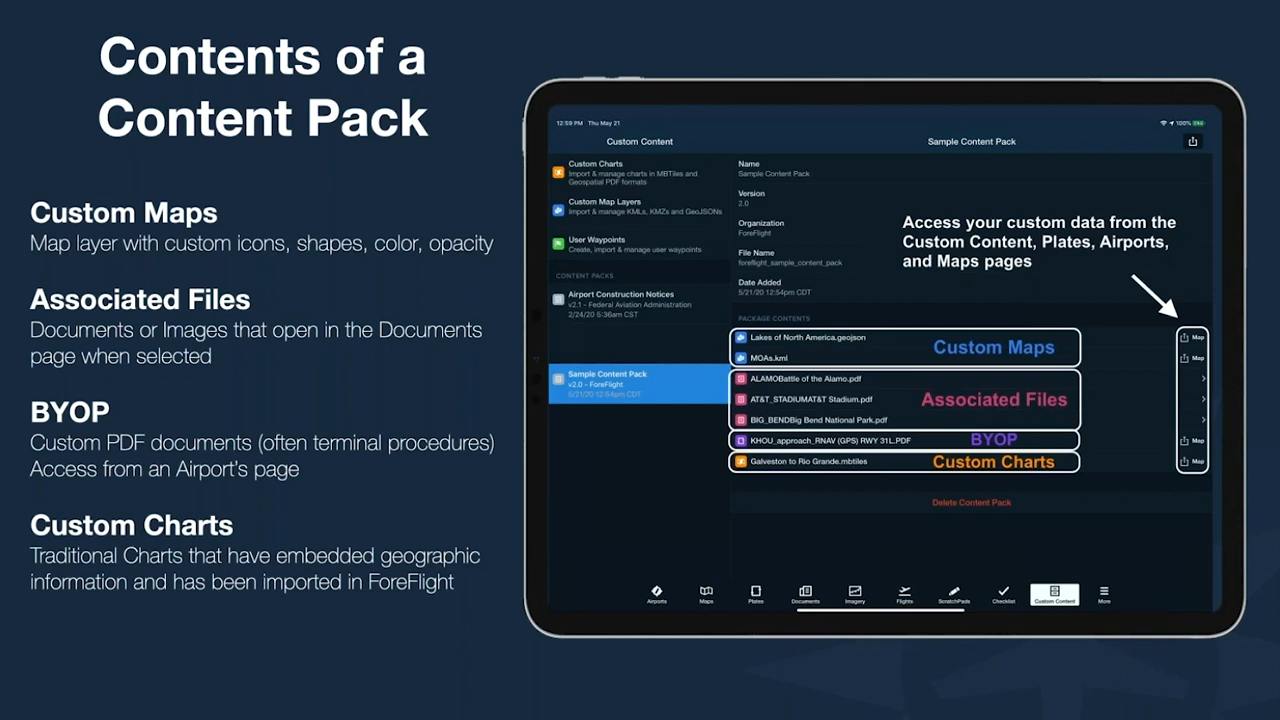 Contents of a
Content Pack
Custom Maps
Map layer with custom icons, shapes, color, opacity
Associated Files
Documents or Images that open in the Documents
page when selected
BYOP
Custom PDF documents (often terminal procedures)
Access from an Airport's page
Custom Charts
Traditional Charts that have embedded geographic
information and has been imported in ForeFlight
12:59 PM Thu May 21
100%
Custom Content
Custom Charts
Import & manage charts in MBTiles and
Geospatial PDF formats
Custom Map Layers
Import & manage KMLs, KMZs and GeoJSONs
User Waypoints
Create, import & manage user waypoints
CONTENT PACKS
Airport Construction Notices
v2.1 - Federal Aviation Administration
2/24/20 5:36am CST
Sample Content Pack
v2.0 - ForeFlight
5/21/20 12:54pm CDT
Sample Content Pack
Name
Sample Content Pack
Version
2.0
Organization
ForeFlight
File Name
foreflight_sample_content_pack
Date Added
5/21/20 12:54pm CDT
Access your custom data from the
Custom Content, Plates, Airports,
and Maps pages
PACKAGE CONTENTS
Lakes of North America.geojson Map
Custom Maps
MOAs.kml Map
ALAMOBattle of the Alamo.pdf
AT&T_STADIUMAT&T Stadium.pdf Associated Files
BIG_BENDBig Bend National Park.pdf
KHOU_approach_RNAV (GPS) RWY 31L.PDF BYOP Map
Galveston to Rio Grande.mbtiles Custom Charts Map
Delete Content Pack
Airports Maps Plates Documents Imagery Flights ScratchPads Checklist Custom Content More